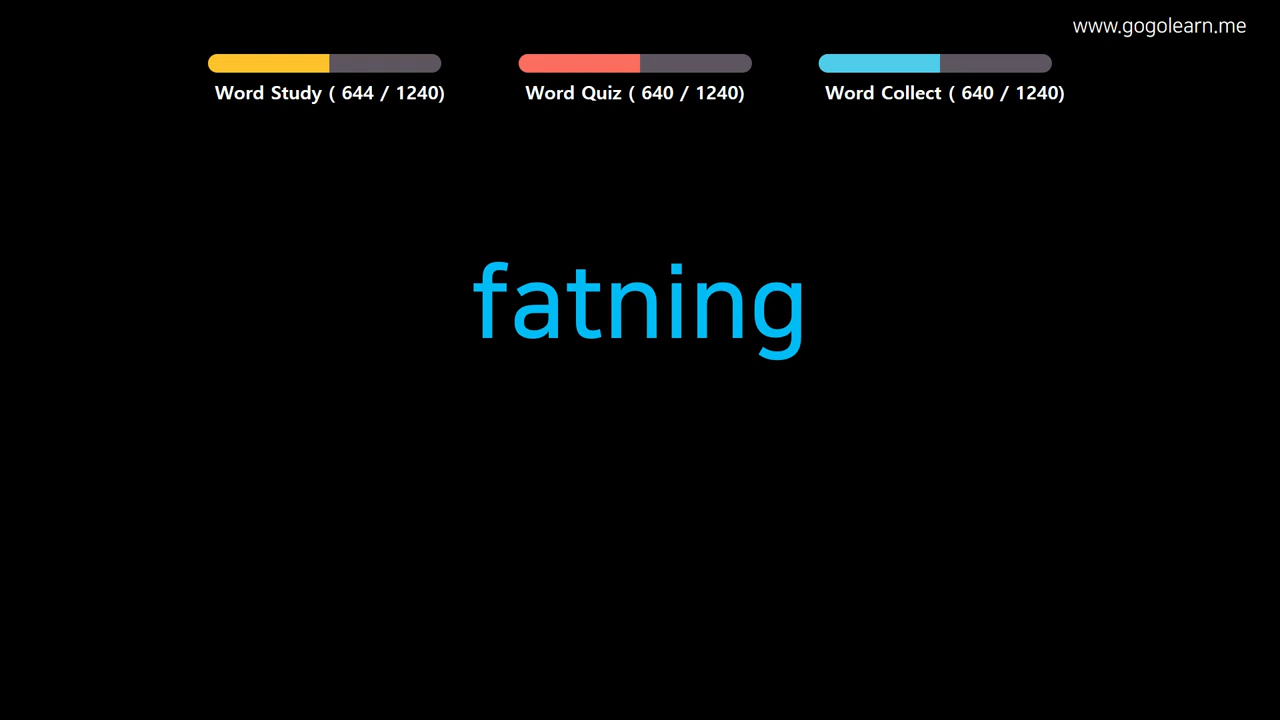 www.gogolearn.me
Word Study ( 644 / 1240)
Word Quiz ( 640 / 1240)
Word Collect ( 640 / 1240)
fatning